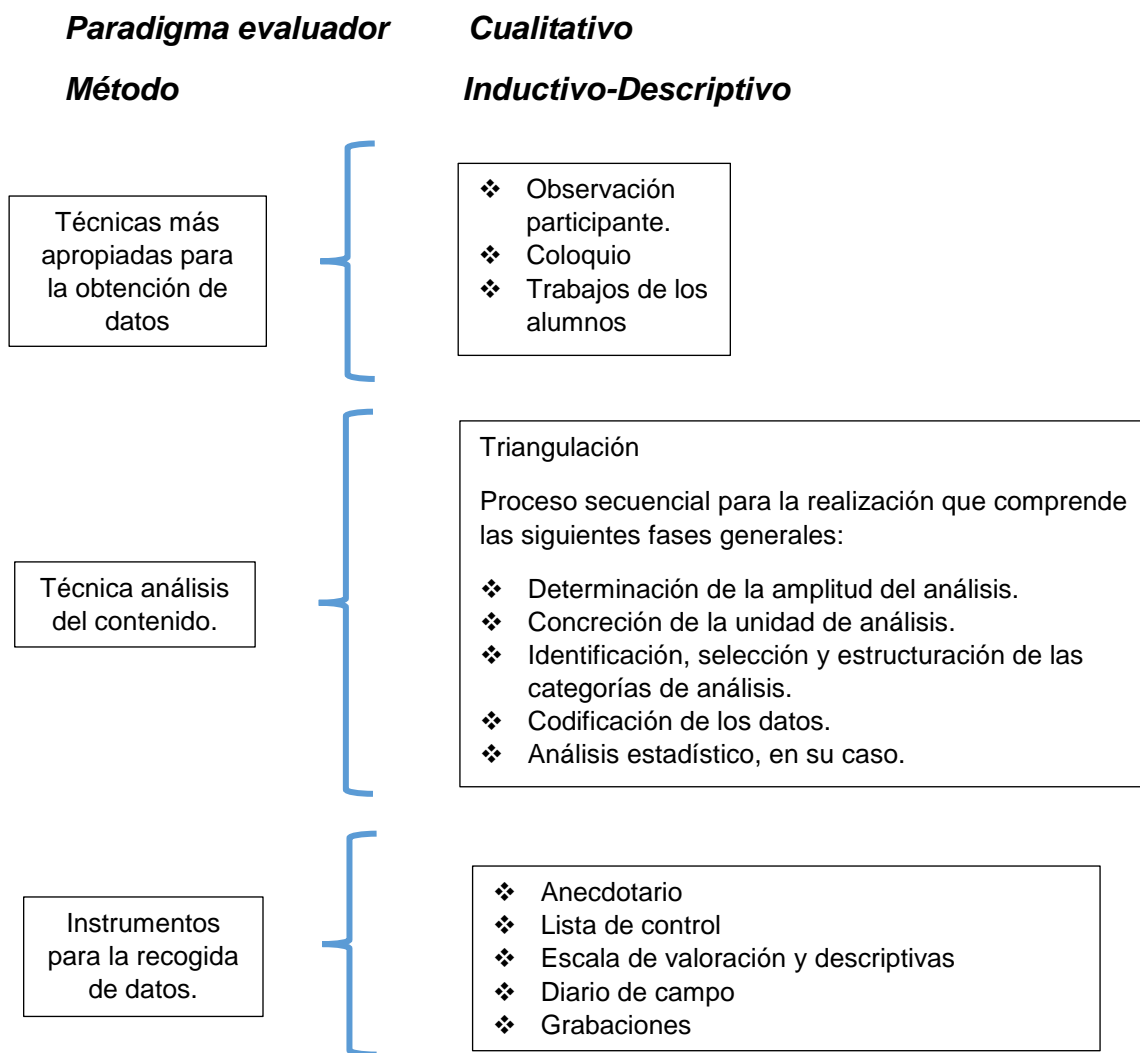 Paradigma evaluador Cualitativo
Método Inductivo-Descriptivo
Técnicas más
apropiadas para
la obtención de
datos
❖ Observación
participante.
❖ Coloquio
❖ Trabajos de los
alumnos
Técnica análisis
del contenido.
Triangulación
Proceso secuencial para la realización que comprende
las siguientes fases generales:
❖ Determinación de la amplitud del análisis.
❖ Concreción de la unidad de análisis.
❖ Identificación, selección y estructuración de las
categorías de análisis.
❖ Codificación de los datos.
❖ Análisis estadístico, en su caso.
Instrumentos
para la recogida
de datos.
❖ Anecdotario
❖ Lista de control
❖ Escala de valoración y descriptivas
❖ Diario de campo
❖ Grabaciones